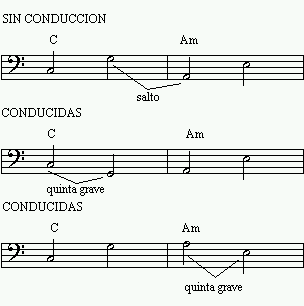 SIN CONDUCCION
C Am
salto
CONDUCIDAS
C Am
quinta grave
CONDUCIDAS
C Am
quinta grave